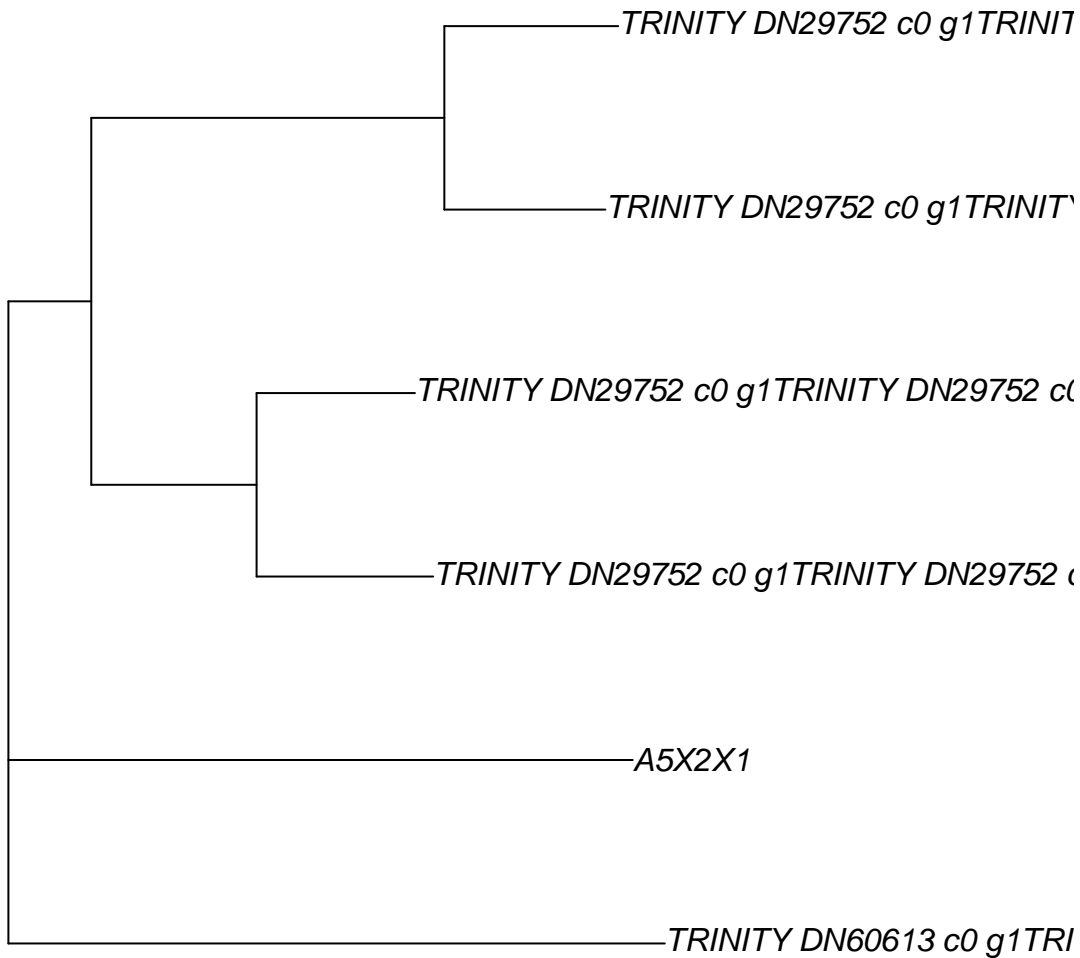 TRINITY DN29752 c0 g1TRINIT
TRINITY DN29752 c0 g1TRINITY
TRINITY DN29752 c0 g1TRINITY DN29752 c0
TRINITY DN29752 c0 g1TRINITY DN29752 c
A5X2X1
TRINITY DN60613 c0 g1TRI